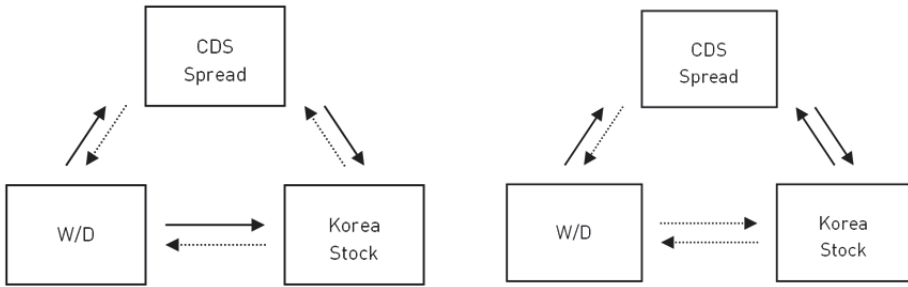 CDS
Spread
W/D
Korea
Stock
CDS
Spread
W/D
Korea
Stock